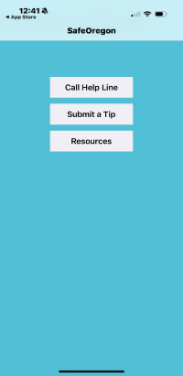 12:41
App Store
SafeOregon
Call Help Line
Submit a Tip
Resources